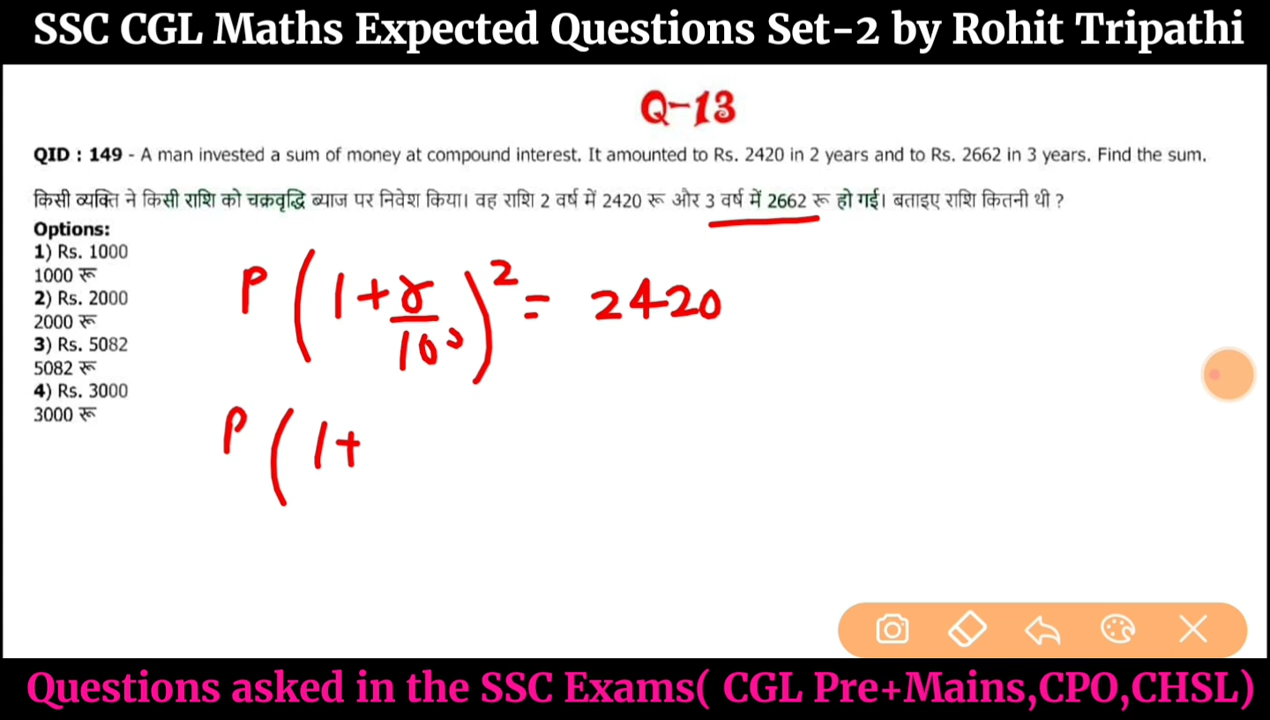 SSC CGL Maths Expected Questions Set-2 by Rohit Tripathi
Q-13
QID : 149 - A man invested a sum of money at compound interest. It amounted to Rs. 2420 in 2 years and to Rs. 2662 in 3 years. Find the sum.
किसी व्यक्ति ने किसी राशि को चक्रवृद्धि ब्याज पर निवेश किया। वह राशि 2 वर्ष में 2420 रू और 3 वर्ष में 2662 रू हो गई। बताइए राशि कितनी थी ?
Options:
1) Rs. 1000
1000 रू
2) Rs. 2000
2000 रू
3) Rs. 5082
5082 रू
4) Rs. 3000
3000 रू
P(1+r/100)² = 2420
P(1+
Questions asked in the SSC Exams( CGL Pre+Mains,CPO,CHSL)